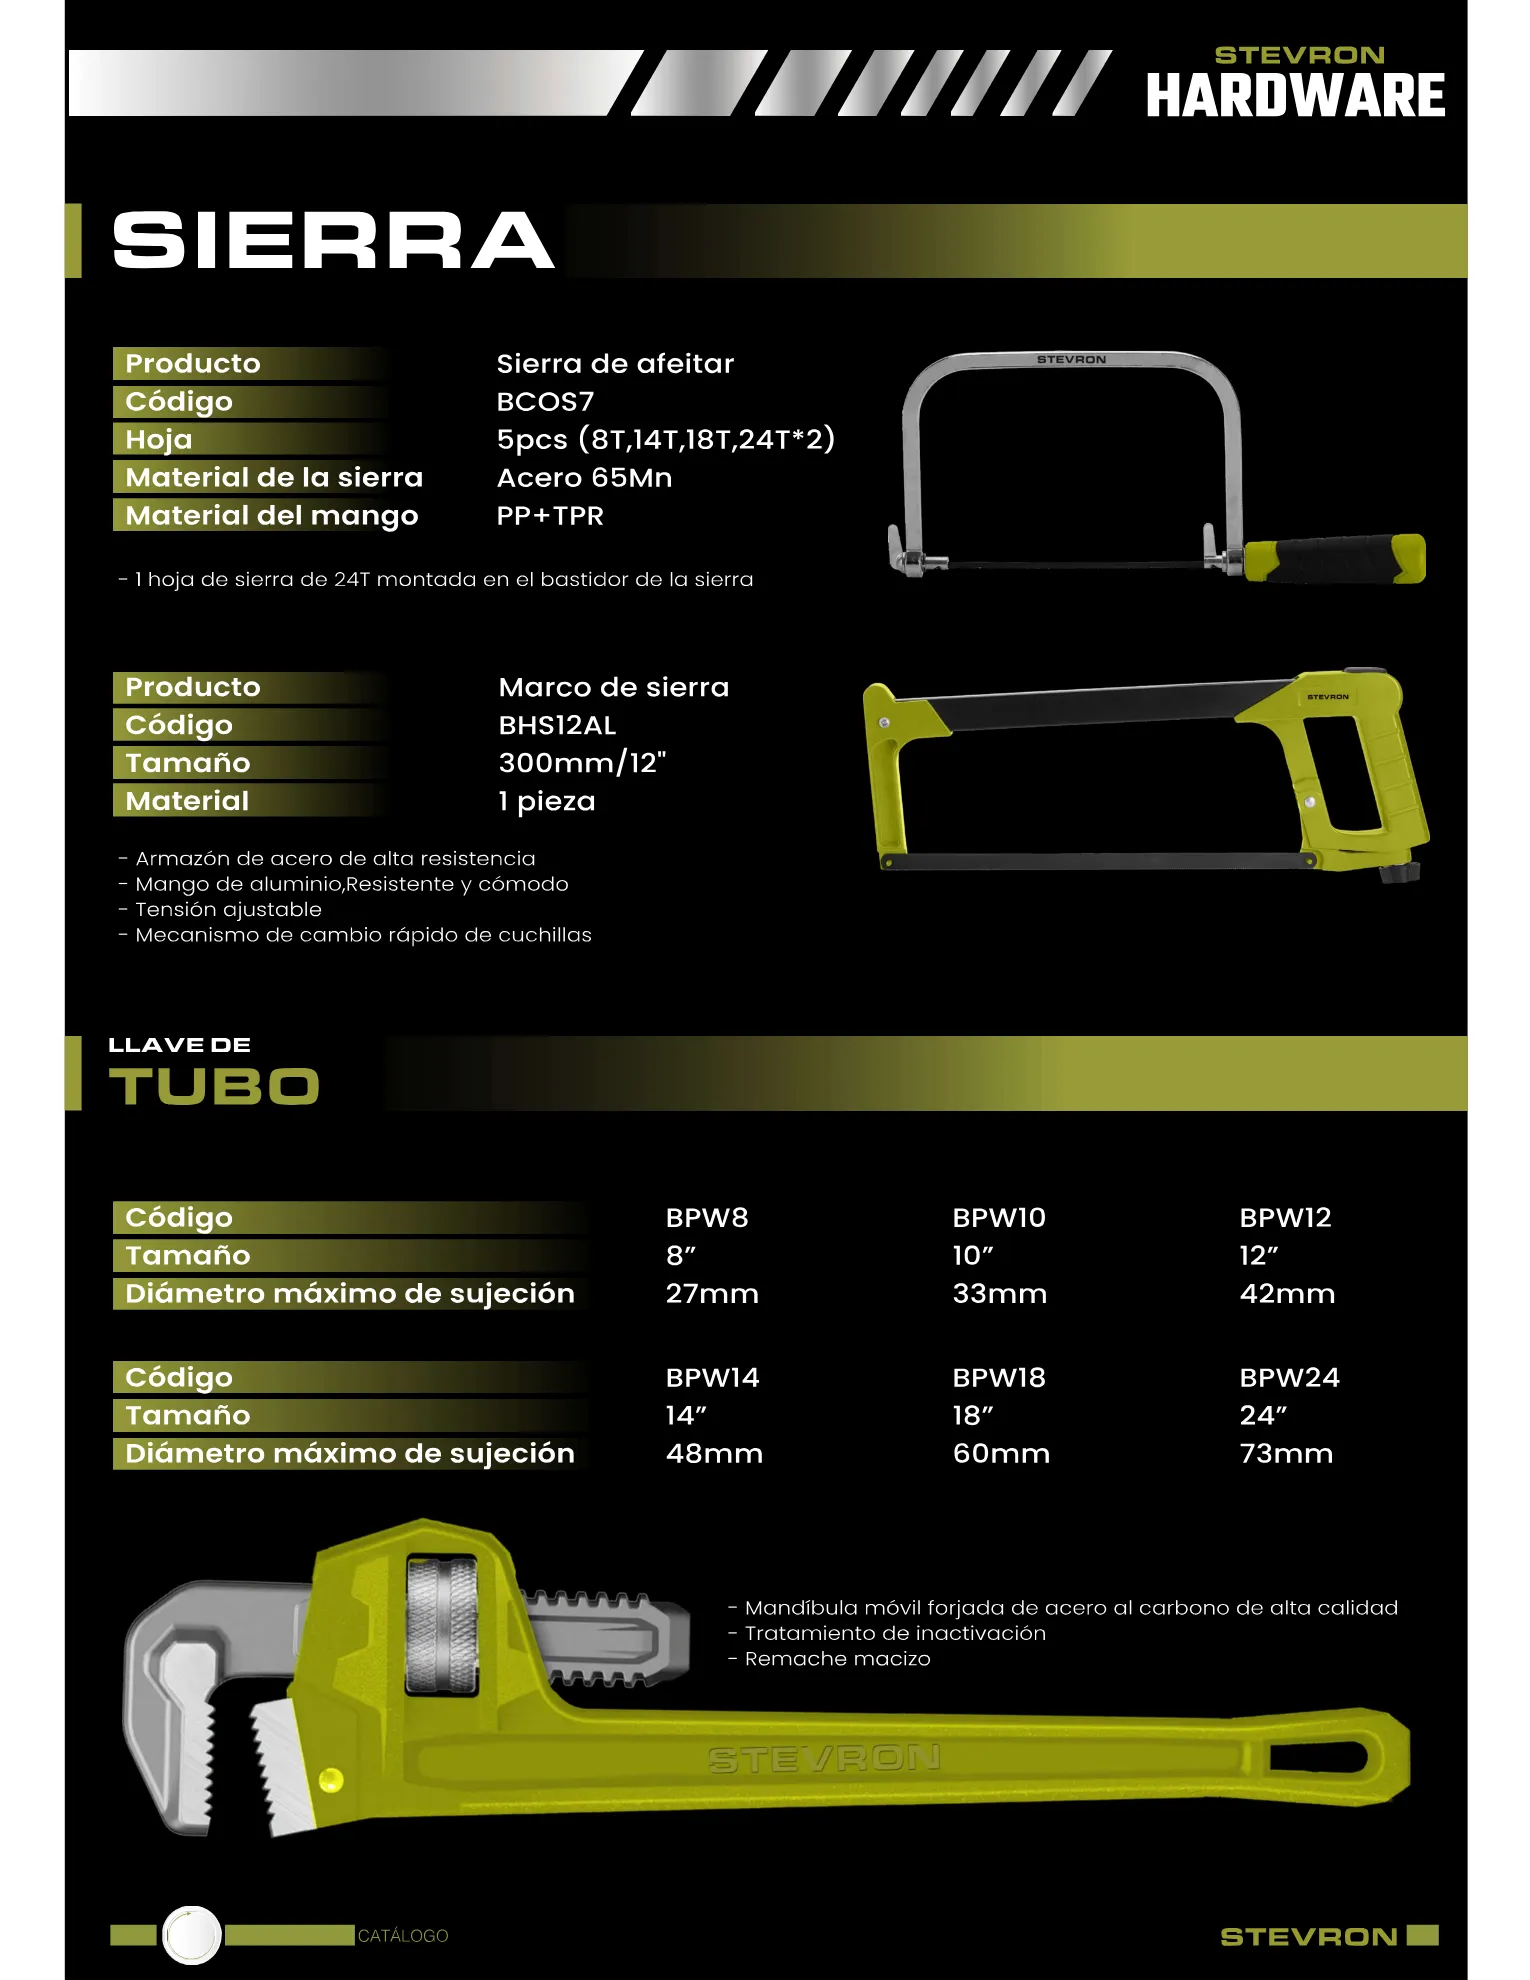 STEVRON
HARDWARE
SIERRA
Producto Sierra de afeitar
Código BCOS7
Hoja 5pcs (8T,14T,18T,24T*2)
Material de la sierra Acero 65Mn
Material del mango PP+TPR
- 1 hoja de sierra de 24T montada en el bastidor de la sierra
STEVRON
Producto Marco de sierra
Código BHS12AL
Tamaño 300mm/12"
Material 1 pieza
- Armazón de acero de alta resistencia
- Mango de aluminio,Resistente y cómodo
- Tensión ajustable
- Mecanismo de cambio rápido de cuchillas
STEVRON
LLAVE DE
TUBO
Código BPW8 BPW10 BPW12
Tamaño 8” 10” 12”
Diámetro máximo de sujeción 27mm 33mm 42mm
Código BPW14 BPW18 BPW24
Tamaño 14” 18” 24”
Diámetro máximo de sujeción 48mm 60mm 73mm
- Mandíbula móvil forjada de acero al carbono de alta calidad
- Tratamiento de inactivación
- Remache macizo
STEVRON
CATÁLOGO
STEVRON